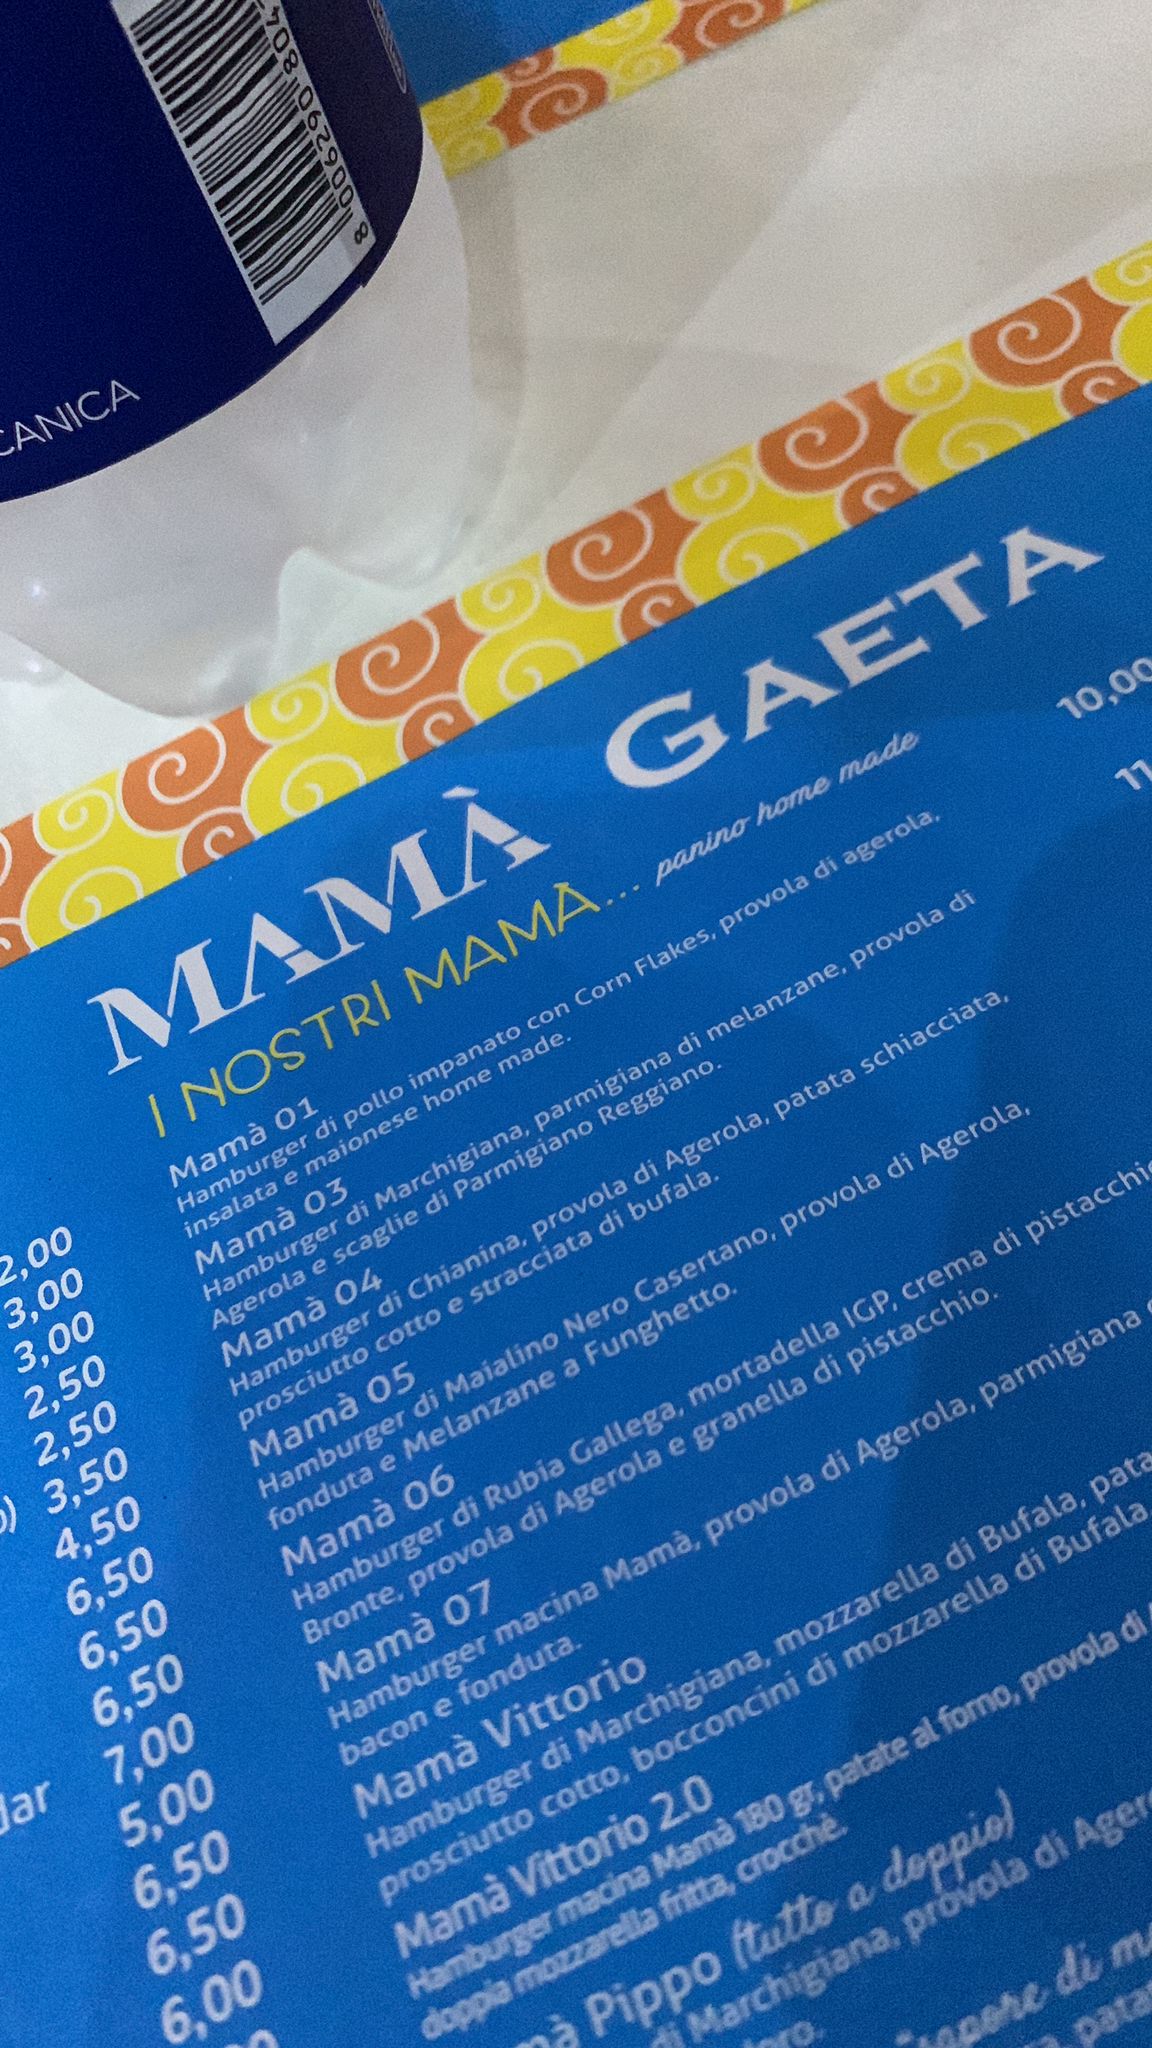 8 006290 804
CANICA
MAMÀ GAETA
I NOSTRI MAMÀ... panino home made
Mamà 01
10,00
Hamburger di pollo impanato con Corn Flakes, provola di agerola,
insalata e maionese home made.
Mamà 03
11
Hamburger di Marchigiana, parmigiana di melanzane, provola di
Agerola e scaglie di Parmigiano Reggiano.
Mamà 04
Hamburger di Chianina, provola di Agerola, patata schiacciata,
prosciutto cotto e stracciata di bufala.
Mamà 05
Hamburger di Maialino Nero Casertano, provola di Agerola,
fonduta e Melanzane a Funghetto.
Mamà 06
Hamburger di Rubia Gallega, mortadella IGP, crema di pistacchio
Bronte, provola di Agerola e granella di pistacchio.
Mamà 07
Hamburger macina Mamà, provola di Agerola, parmigiana
bacon e fonduta.
Mamà Vittorio
Hamburger di Marchigiana, mozzarella di Bufala, pata
prosciutto cotto, bocconcini di mozzarella di Bufala
Mamà Vittorio 2.0
Hamburger macina Mamà 180 gr, patate al forno, provola di
doppia mozzarella fritta, crocchè.
Pippo (tutto a doppio)
di Marchigiana, provola di Ager
2,00
3,00
3,00
2,50
2,50
3,50
4,50
6,50
6,50
6,50
7,00
dar 5,00
6,50
6,50
6,00